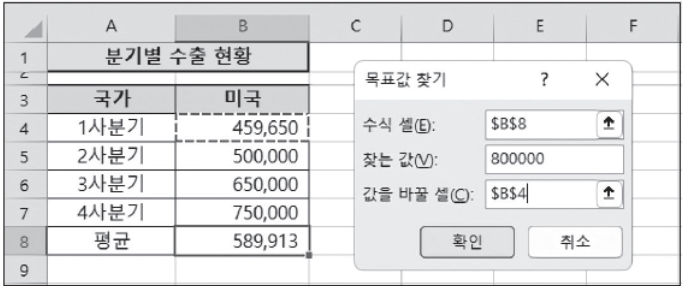 A B C D E F
1 분기별 수출 현황
2
3 국가 미국
4 1사분기 459,650
5 2사분기 500,000
6 3사분기 650,000
7 4사분기 750,000
8 평균 589,913
9
목표값 찾기 ? ×
수식 셀(E): $B$8
찾는 값(V): 800000
값을 바꿀 셀(C): $B$4
확인 취소